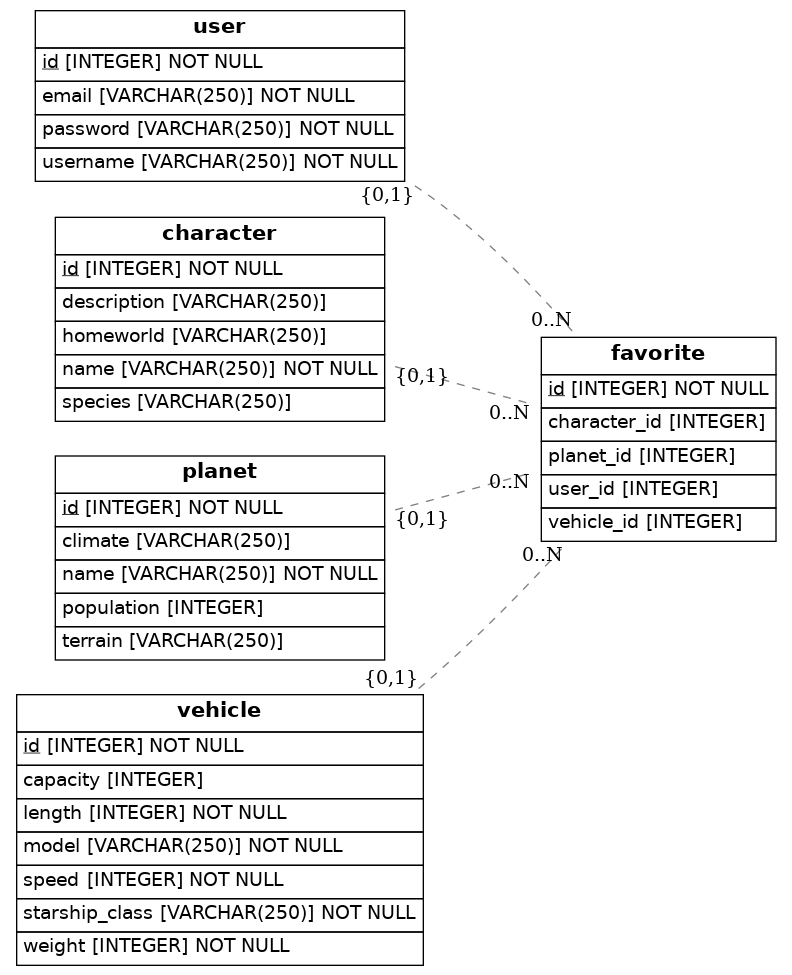 user
id [INTEGER] NOT NULL
email [VARCHAR(250)] NOT NULL
password [VARCHAR(250)] NOT NULL
username [VARCHAR(250)] NOT NULL
{0,1}
0..N
character
id [INTEGER] NOT NULL
description [VARCHAR(250)]
homeworld [VARCHAR(250)]
name [VARCHAR(250)] NOT NULL
species [VARCHAR(250)]
{0,1}
0..N
favorite
id [INTEGER] NOT NULL
character_id [INTEGER]
planet_id [INTEGER]
user_id [INTEGER]
vehicle_id [INTEGER]
planet
id [INTEGER] NOT NULL
climate [VARCHAR(250)]
name [VARCHAR(250)] NOT NULL
population [INTEGER]
terrain [VARCHAR(250)]
0..N
{0,1}
0..N
{0,1}
vehicle
id [INTEGER] NOT NULL
capacity [INTEGER]
length [INTEGER] NOT NULL
model [VARCHAR(250)] NOT NULL
speed [INTEGER] NOT NULL
starship_class [VARCHAR(250)] NOT NULL
weight [INTEGER] NOT NULL